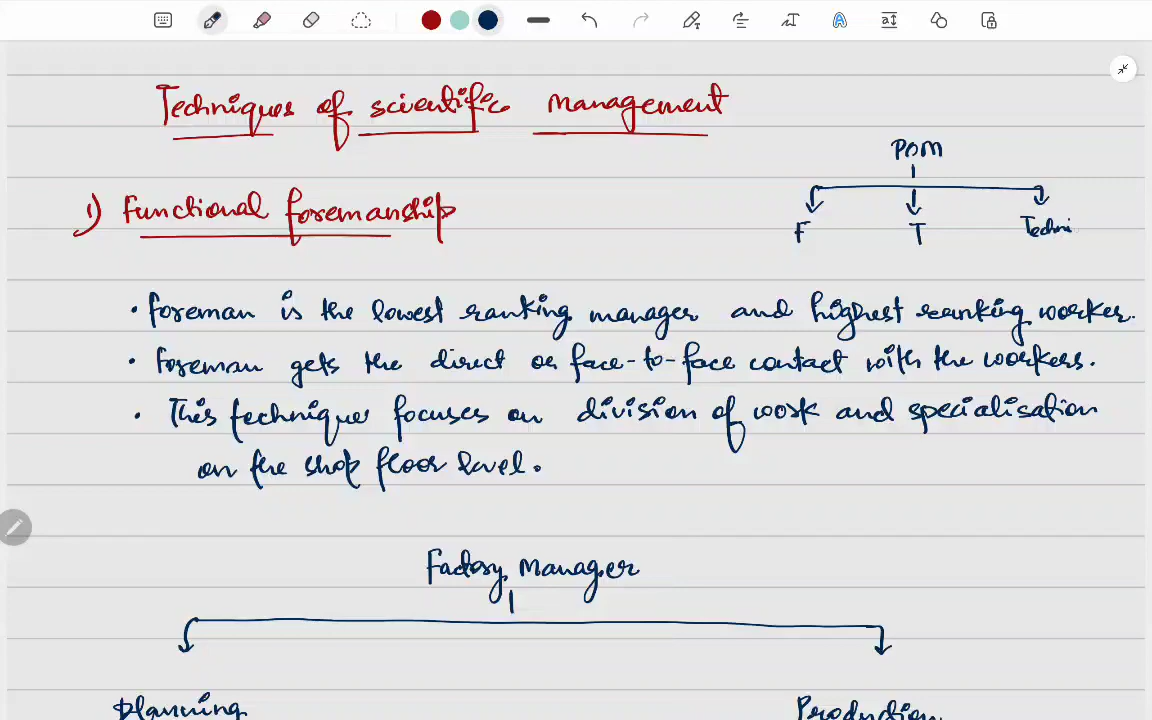 Techniques of scientific management
POM
F T Techni
1) Functional foremanship
• Foreman is the lowest ranking manager and highest ranking worker.
• Foreman gets the direct or face-to-face contact with the workers.
• This technique focuses on division of work and specialisation
on the shop floor level.
Factory Manager
Planning Production